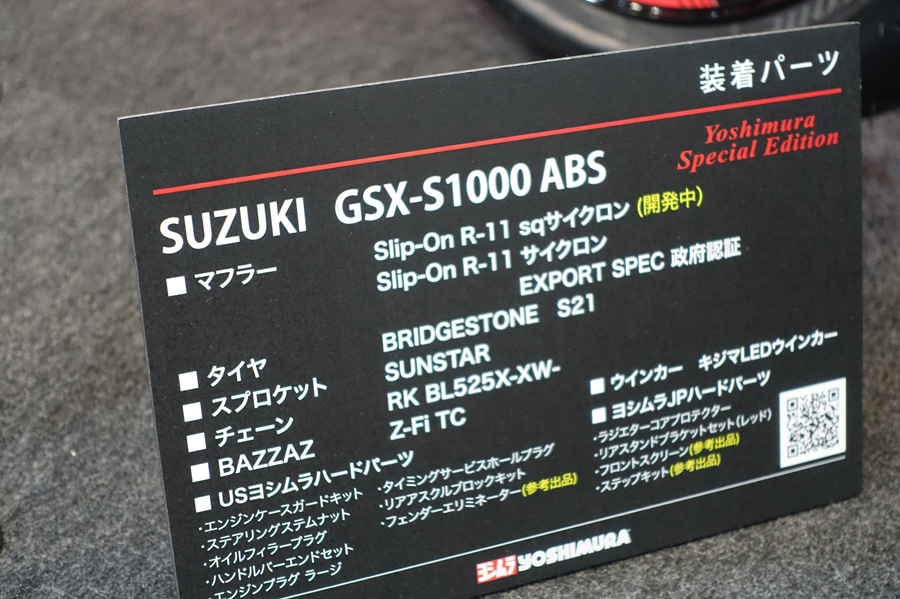 装着パーツ
Yoshimura
Special Edition
SUZUKI GSX-S1000 ABS
■ マフラー Slip-On R-11 sqサイクロン (開発中)
Slip-On R-11 サイクロン
EXPORT SPEC 政府認証
■ タイヤ BRIDGESTONE S21
■ スプロケット SUNSTAR
■ チェーン RK BL525X-XW-
■ BAZZAZ Z-Fi TC
■ USヨシムラハードパーツ
・エンジンケースガードキット
・ステアリングステムナット
・オイルフィラープラグ
・ハンドルバーエンドセット
・エンジンプラグ ラージ
・タイミングサービスホールプラグ
・リアアスクルブロックキット
・フェンダーエリミネーター(参考出品)
■ ウインカー キジマLEDウインカー
■ ヨシムラJPハードパーツ
・ラジエターコアプロテクター
・リアスタンドブラケットセット(レッド)
・フロントスクリーン(参考出品)
・ステップキット(参考出品)
ヨシムラ YOSHIMURA